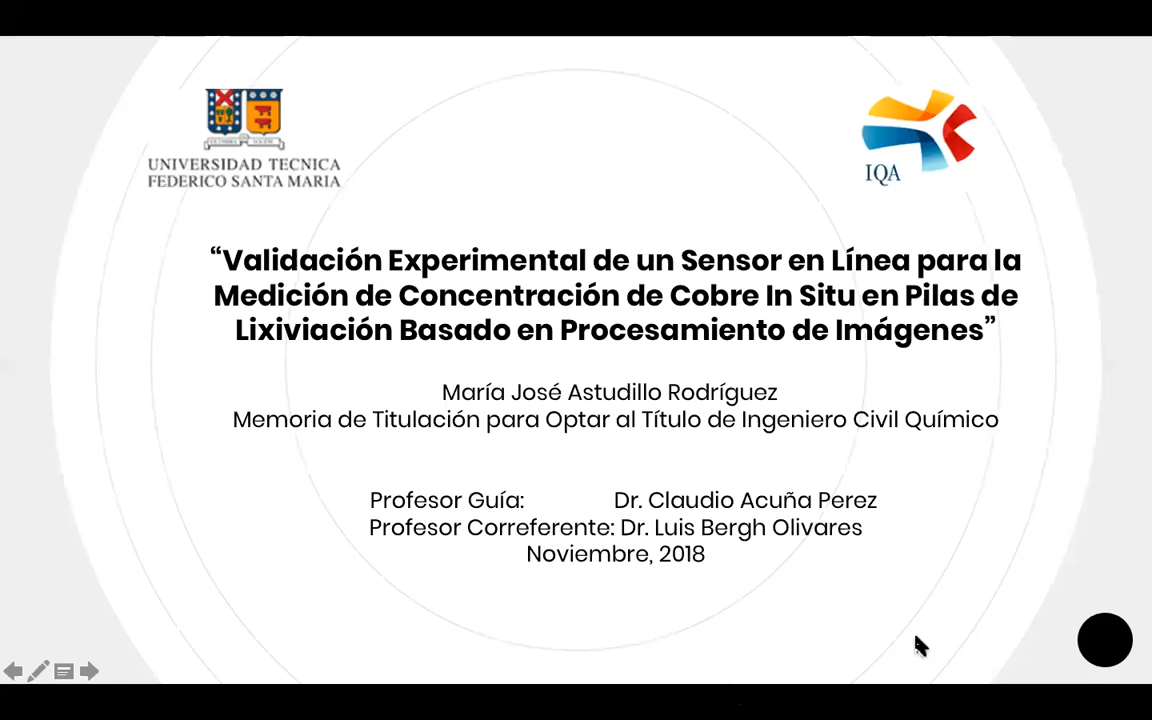 UNIVERSIDAD TECNICA
FEDERICO SANTA MARIA
IQA
“Validación Experimental de un Sensor en Línea para la
Medición de Concentración de Cobre In Situ en Pilas de
Lixiviación Basado en Procesamiento de Imágenes”
María José Astudillo Rodríguez
Memoria de Titulación para Optar al Título de Ingeniero Civil Químico
Profesor Guía: Dr. Claudio Acuña Perez
Profesor Correferente: Dr. Luis Bergh Olivares
Noviembre, 2018